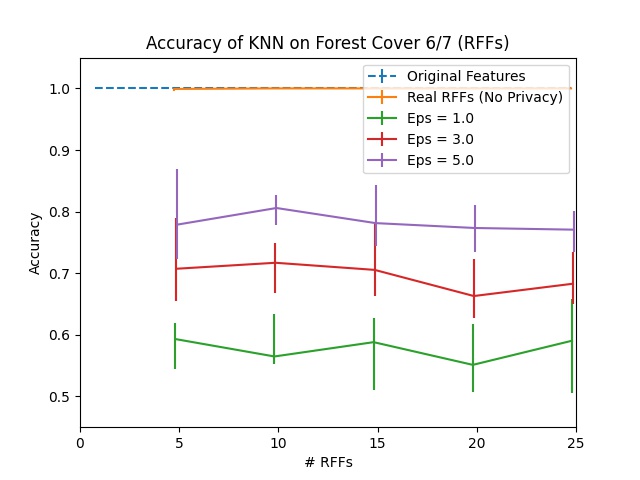 Accuracy of KNN on Forest Cover 6/7 (RFFs)
Original Features
Real RFFs (No Privacy)
Eps = 1.0
Eps = 3.0
Eps = 5.0
Accuracy
1.0
0.9
0.8
0.7
0.6
0.5
0 5 10 15 20 25
# RFFs